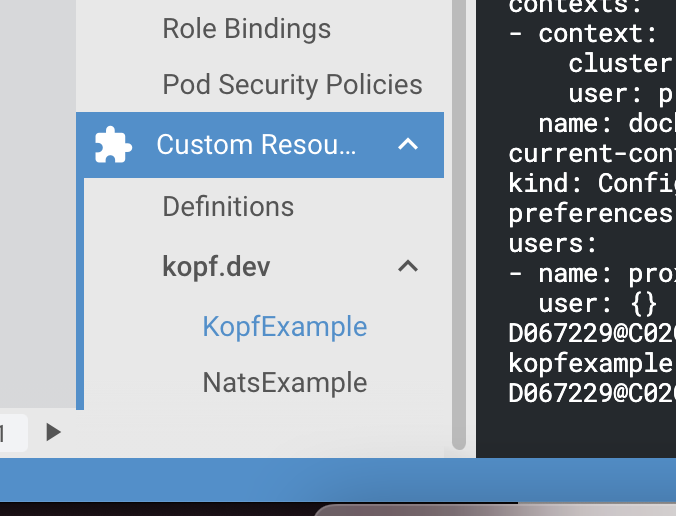 Role Bindings
Pod Security Policies
Custom Resou...
Definitions
kopf.dev
KopfExample
NatsExample
1
contexts:
- context:
cluster
user: p
name: doc
current-con
kind: Config
preferences
users:
- name: pro
user: {}
D067229@C02
kopfexample
D067229@C02